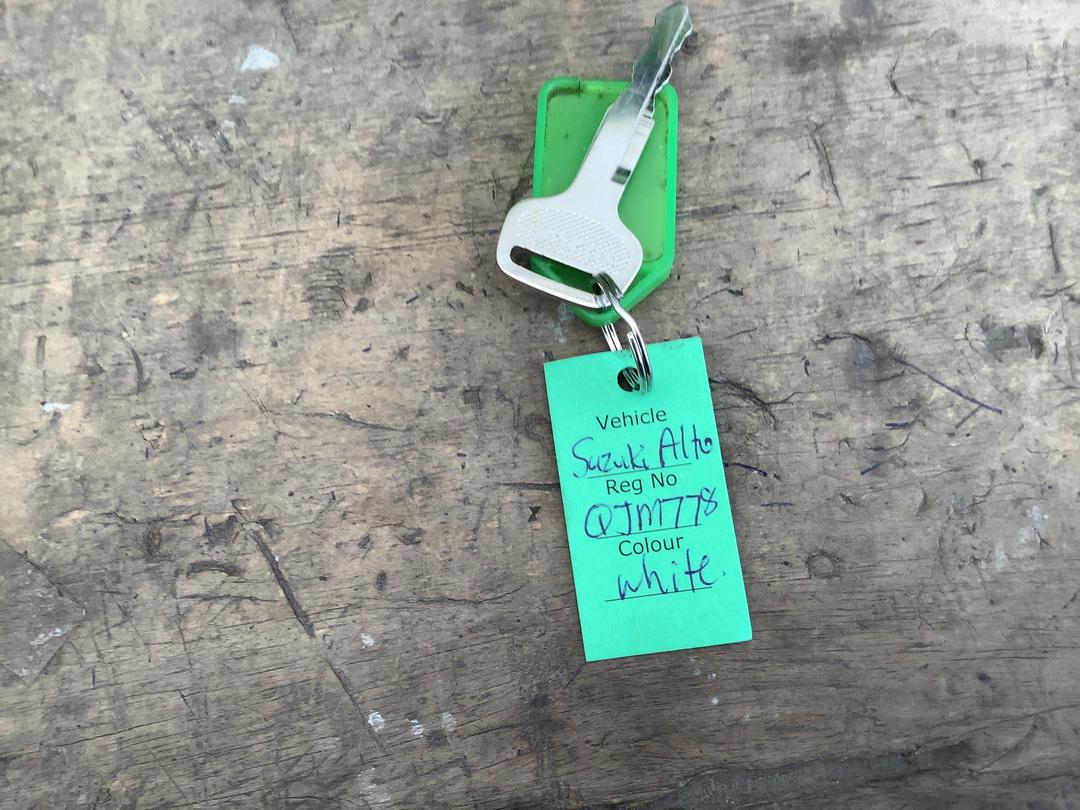 Vehicle
Suzuki Alto
Reg No
QJM778
Colour
white.